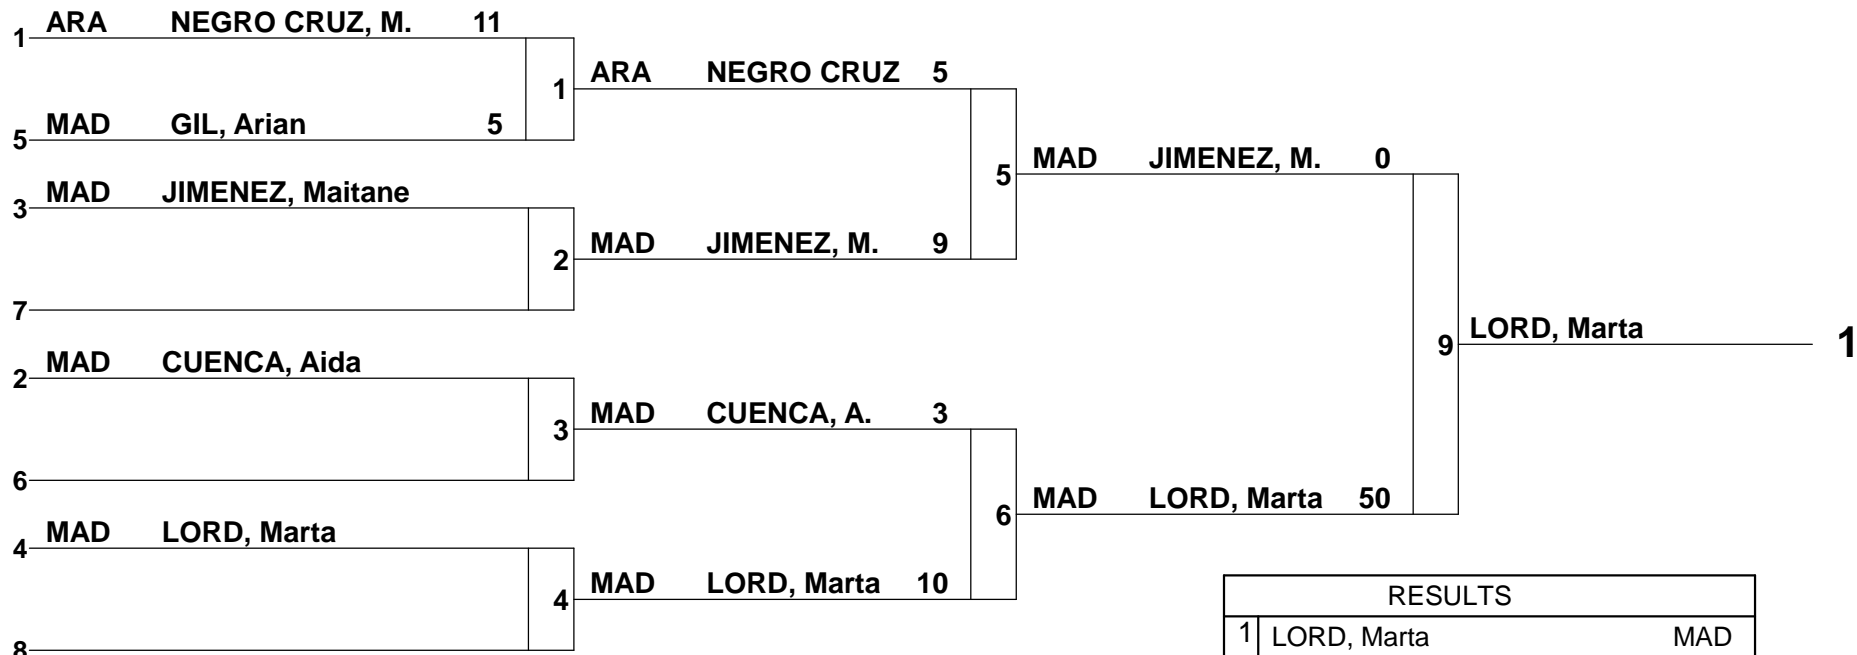 ARA NEGRO CRUZ, M. 11
1
ARA NEGRO CRUZ 5
1
MAD GIL, Arian 5
5
MAD JIMENEZ, M. 0
5
MAD JIMENEZ, Maitane
3
MAD JIMENEZ, M. 9
2
7
LORD, Marta
9
1
MAD CUENCA, Aida
2
MAD CUENCA, A. 3
3
6
MAD LORD, Marta 50
6
MAD LORD, Marta
4
MAD LORD, Marta 10
4
RESULTS
1 LORD, Marta MAD
8